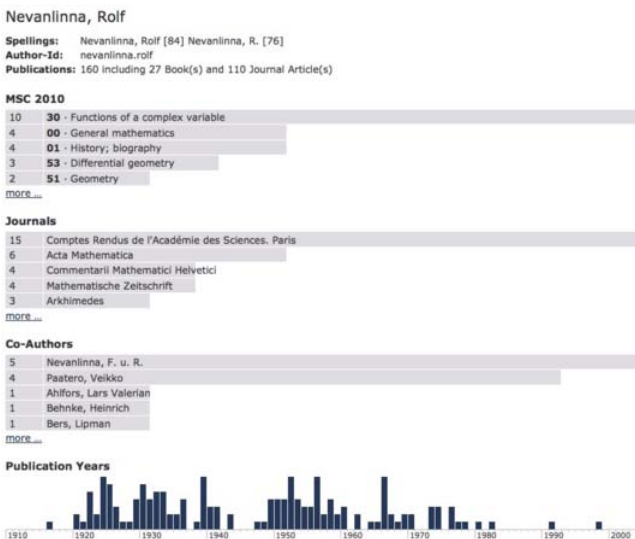 Nevanlinna, Rolf
Spellings: Nevanlinna, Rolf [84] Nevanlinna, R. [76]
Author-Id: nevanlinna.rolf
Publications: 160 including 27 Book(s) and 110 Journal Article(s)
MSC 2010
10 30 · Functions of a complex variable
4 00 · General mathematics
4 01 · History; biography
3 53 · Differential geometry
2 51 · Geometry
more ...
Journals
15 Comptes Rendus de l'Académie des Sciences. Paris
6 Acta Mathematica
4 Commentarii Mathematici Helvetici
4 Mathematische Zeitschrift
3 Arkhimedes
more ...
Co-Authors
5 Nevanlinna, F. u. R.
4 Paatero, Veikko
1 Ahlfors, Lars Valerian
1 Behnke, Heinrich
1 Bers, Lipman
more ...
Publication Years
1910 1920 1930 1940 1950 1960 1970 1980 1990 2000